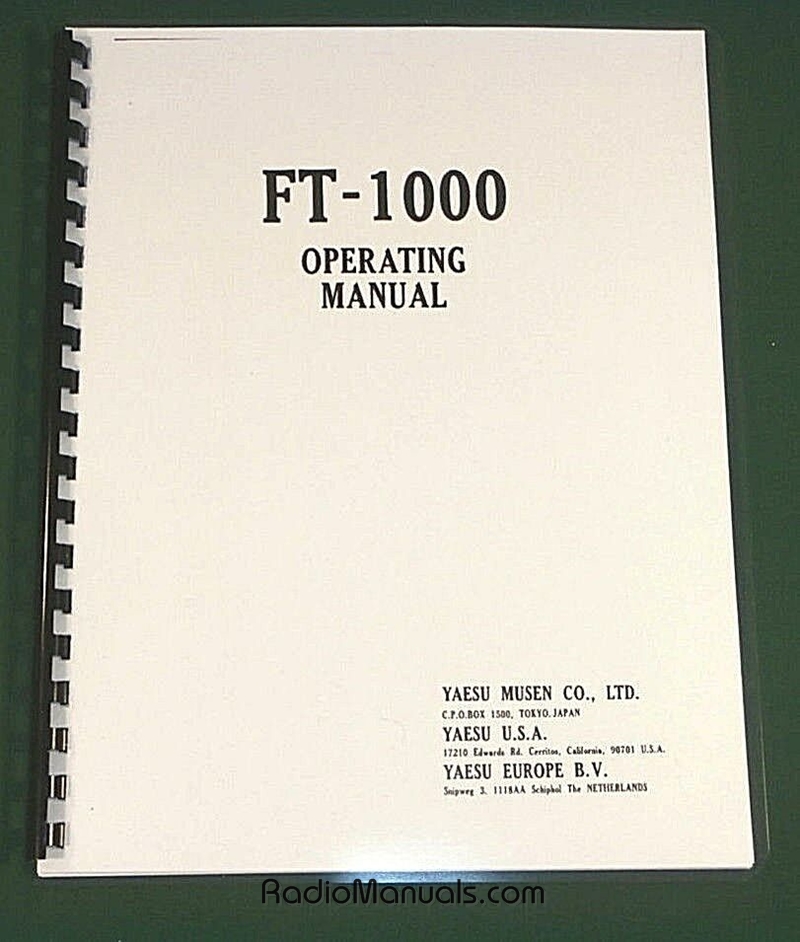 FT-1000
OPERATING
MANUAL
YAESU MUSEN CO., LTD.
C.P.O.BOX 1500, TOKYO, JAPAN
YAESU U.S.A.
17210 Edwards Rd. Cerritos, California, 90701 U.S.A.
YAESU EUROPE B.V.
Snipweg 3. 1118AA Schiphol The NETHERLANDS
RadioManuals.com